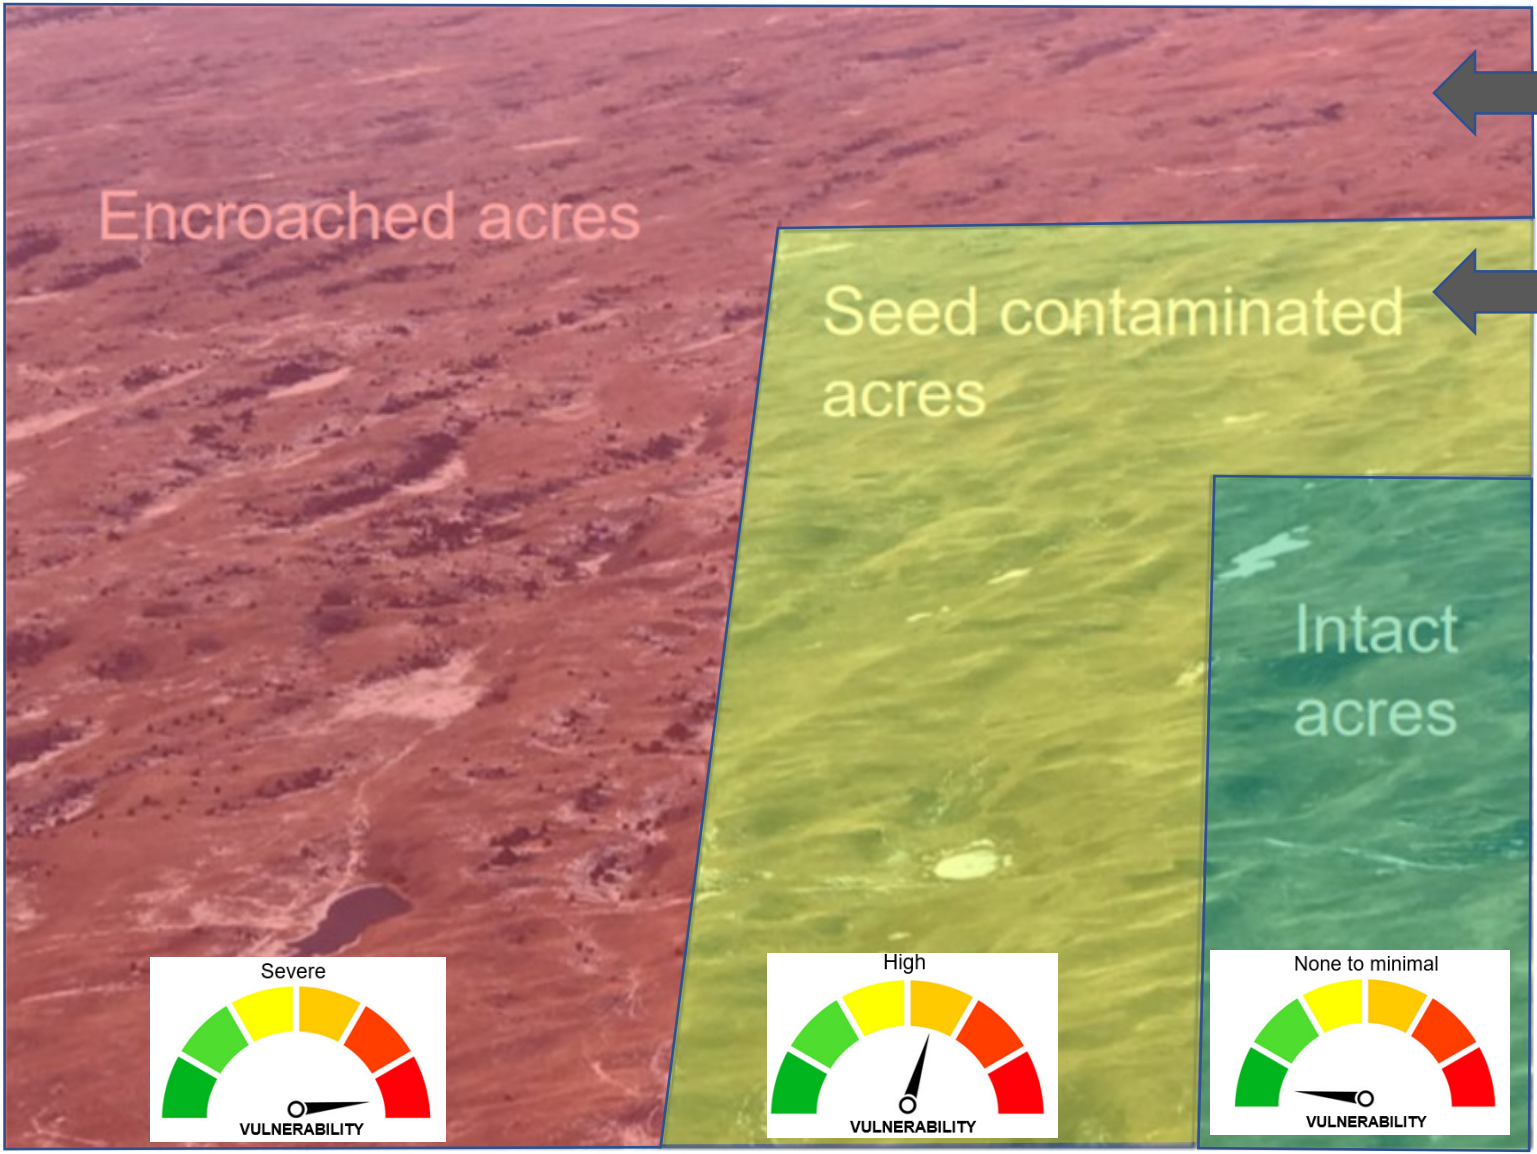 Encroached acres
Seed contaminated
acres
Intact
acres
Severe
VULNERABILITY
High
VULNERABILITY
None to minimal
VULNERABILITY